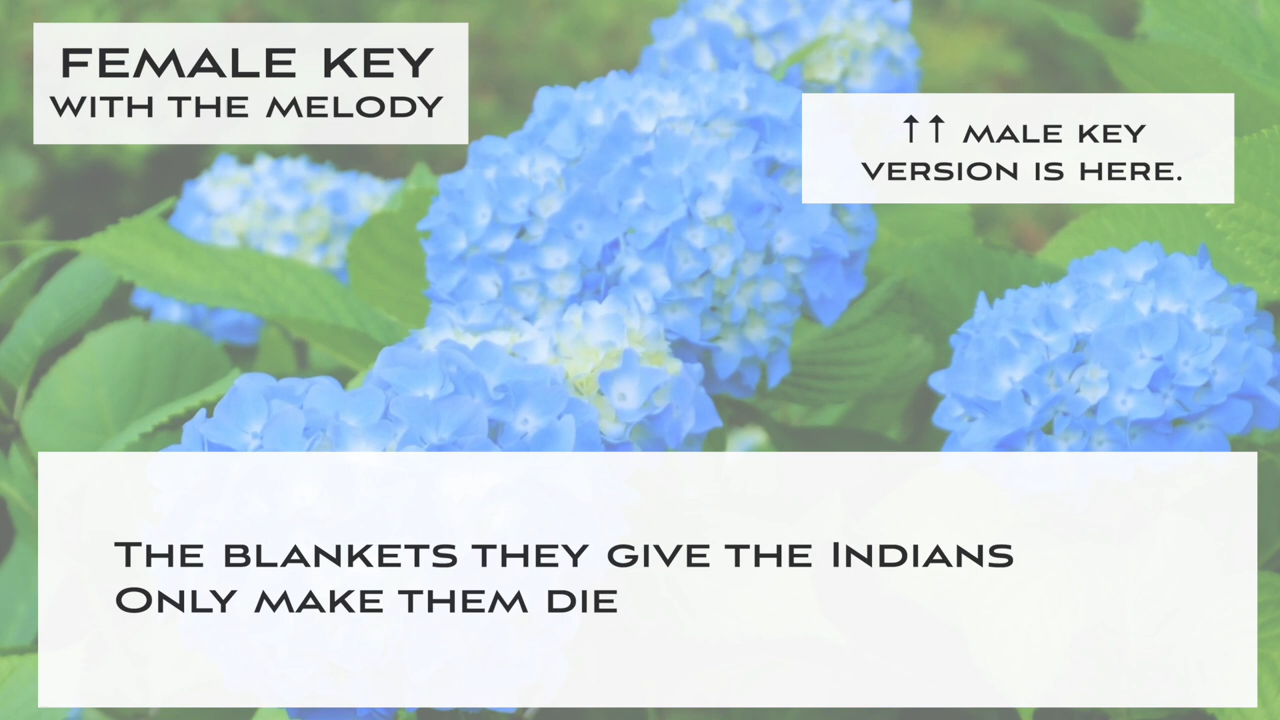 FEMALE KEY
WITH THE MELODY
↑↑ MALE KEY
VERSION IS HERE.
THE BLANKETS THEY GIVE THE INDIANS
ONLY MAKE THEM DIE